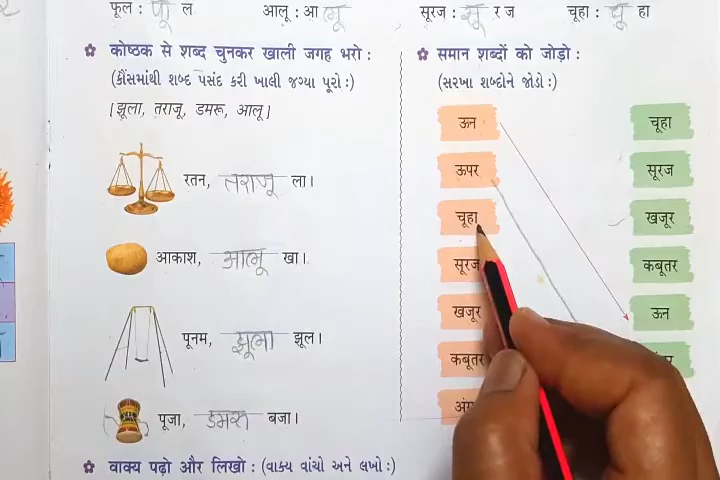 फूल : फू ल आलू : आ लू सूरज : सू र ज चूहा : चू हा
✿ कोष्ठक से शब्द चुनकर खाली जगह भरो :
(કૌંસમાંથી શબ્દ પસંદ કરી ખાલી જગ્યા પૂરો :)
[झूला, तराजू, डमरू, आलू]
रतन, तराजू ला।
आकाश, आलू खा।
पूनम, झूला झूल।
पूजा, डमरू बजा।
✿ समान शब्दों को जोड़ो :
(સરખા શબ્દોને જોડો :)
ऊन चूहा
ऊपर सूरज
चूहा खजूर
सूरज कबूतर
खजूर ऊन
कबूतर
✿ वाक्य पढ़ो और लिखो : (વાક્ય વાંચો અને લખો :)